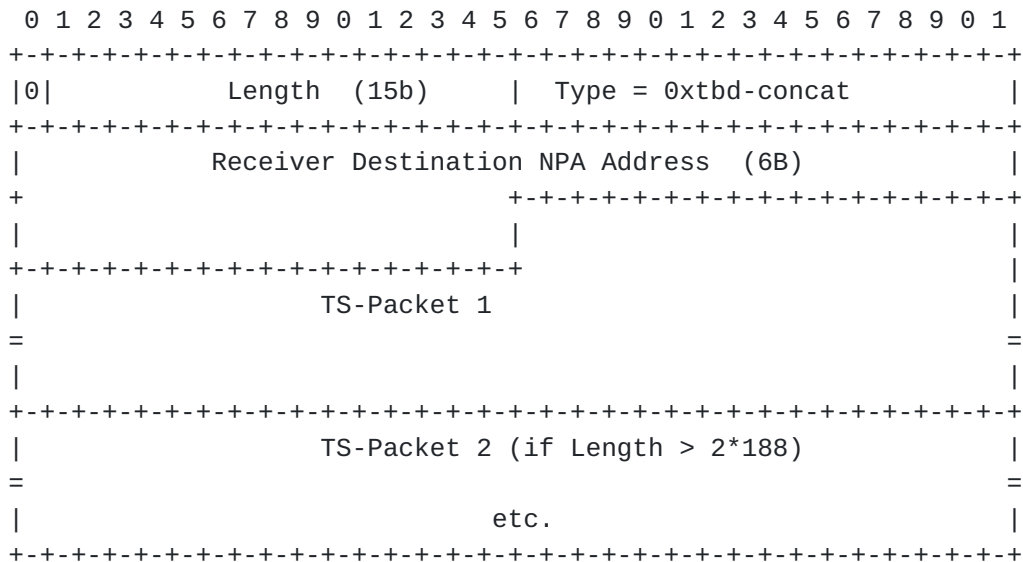 0 1 2 3 4 5 6 7 8 9 0 1 2 3 4 5 6 7 8 9 0 1 2 3 4 5 6 7 8 9 0 1
+-+-+-+-+-+-+-+-+-+-+-+-+-+-+-+-+-+-+-+-+-+-+-+-+-+-+-+-+-+-+-+-+
|0|            Length  (15b)     |  Type = 0xtbd-concat          |
+-+-+-+-+-+-+-+-+-+-+-+-+-+-+-+-+-+-+-+-+-+-+-+-+-+-+-+-+-+-+-+-+
|            Receiver Destination NPA Address  (6B)             |
+                               +-+-+-+-+-+-+-+-+-+-+-+-+-+-+-+-+
|                               |                               |
+-+-+-+-+-+-+-+-+-+-+-+-+-+-+-+-+                               |
|                   TS-Packet 1                                 |
=                                                               =
|                                                               |
+-+-+-+-+-+-+-+-+-+-+-+-+-+-+-+-+-+-+-+-+-+-+-+-+-+-+-+-+-+-+-+-+
|                   TS-Packet 2 (if Length > 2*188)             |
=                                                               =
|                              etc.                             |
+-+-+-+-+-+-+-+-+-+-+-+-+-+-+-+-+-+-+-+-+-+-+-+-+-+-+-+-+-+-+-+-+